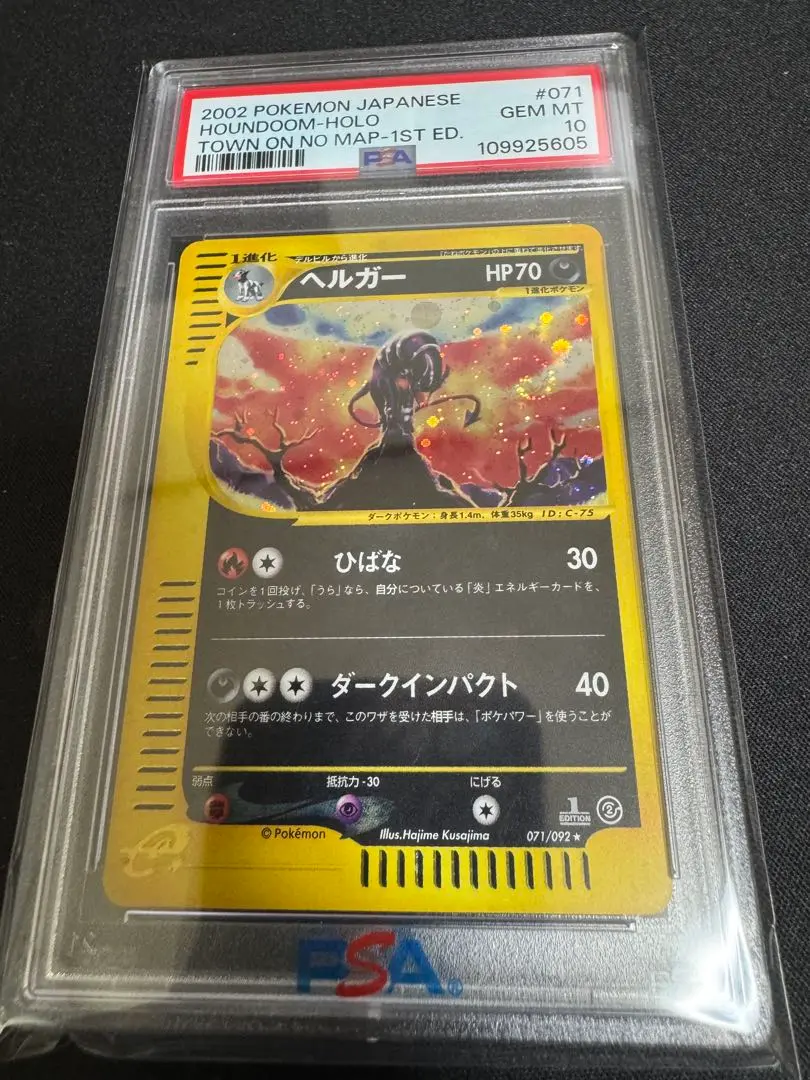 2002 POKEMON JAPANESE #071
HOUNDOOM-HOLO GEM MT
TOWN ON NO MAP-1ST ED. 10
PSA 109925605
1進化 デルビルから進化
ヘルガー HP70
1進化ポケモン
ダークポケモン:身長1.4m、体重35kg ID:C-75
ひばな 30
コインを1回投げ、「うら」なら、自分についている「炎」エネルギーカードを、
1枚トラッシュする。
ダークインパクト 40
次の相手の番の終わりまで、このワザを受けた相手は、「ポケパワー」を使うことが
できない。
弱点 抵抗力-30 にげる
1
EDITION
© Pokémon Illus.Hajime Kusajima 071/092 ★
PSA®